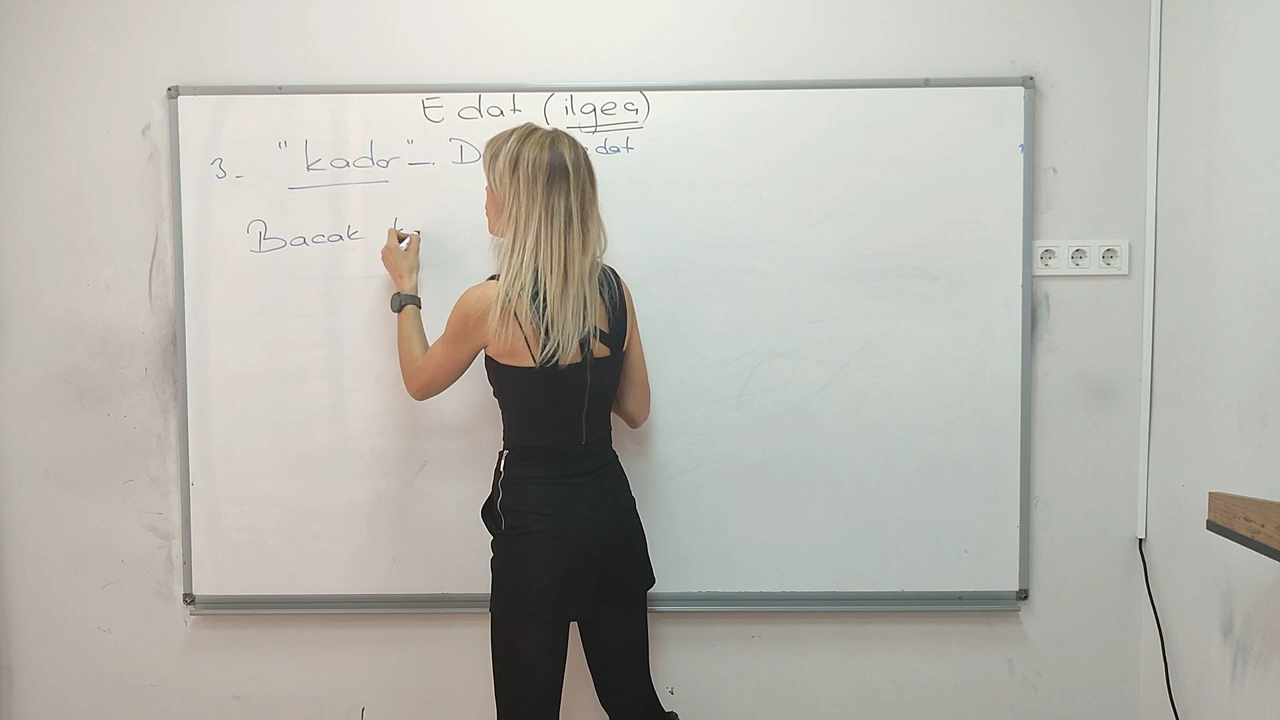 Edat (ilgeç)
3- "kadar" →. D dat
Bacak k